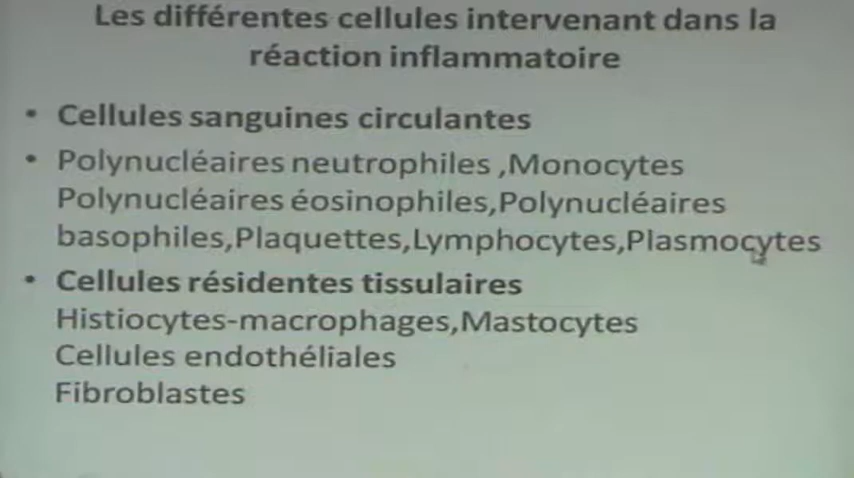 Les différentes cellules intervenant dans la
réaction inflammatoire
• Cellules sanguines circulantes
• Polynucléaires neutrophiles ,Monocytes
Polynucléaires éosinophiles,Polynucléaires
basophiles,Plaquettes,Lymphocytes,Plasmocytes
• Cellules résidentes tissulaires
Histiocytes-macrophages,Mastocytes
Cellules endothéliales
Fibroblastes